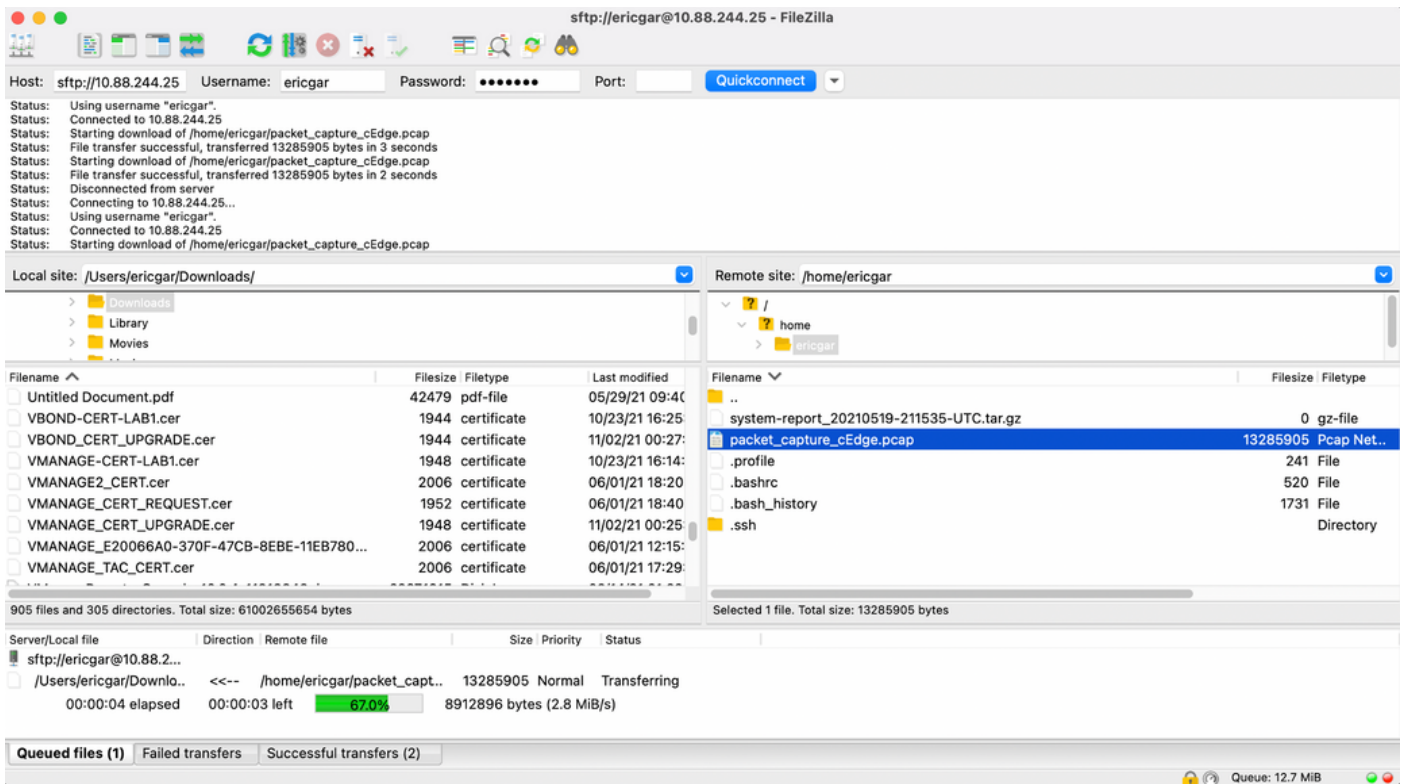 sftp://ericgar@10.88.244.25 - FileZilla
Host: sftp://10.88.244.25 Username: ericgar Password: ●●●●●●● Port: Quickconnect
Status: Using username "ericgar".
Status: Connected to 10.88.244.25
Status: Starting download of /home/ericgar/packet_capture_cEdge.pcap
Status: File transfer successful, transferred 13285905 bytes in 3 seconds
Status: Starting download of /home/ericgar/packet_capture_cEdge.pcap
Status: File transfer successful, transferred 13285905 bytes in 2 seconds
Status: Disconnected from server
Status: Connecting to 10.88.244.25...
Status: Using username "ericgar".
Status: Connected to 10.88.244.25
Status: Starting download of /home/ericgar/packet_capture_cEdge.pcap
Local site: /Users/ericgar/Downloads/
Downloads
Library
Movies
Filename Filesize Filetype Last modified
Untitled Document.pdf 42479 pdf-file 05/29/21 09:40
VBOND-CERT-LAB1.cer 1944 certificate 10/23/21 16:25
VBOND_CERT_UPGRADE.cer 1944 certificate 11/02/21 00:27:
VMANAGE-CERT-LAB1.cer 1948 certificate 10/23/21 16:14:
VMANAGE2_CERT.cer 2006 certificate 06/01/21 18:20
VMANAGE_CERT_REQUEST.cer 1952 certificate 06/01/21 18:40
VMANAGE_CERT_UPGRADE.cer 1948 certificate 11/02/21 00:25:
VMANAGE_E20066A0-370F-47CB-8EBE-11EB780... 2006 certificate 06/01/21 12:15:
VMANAGE_TAC_CERT.cer 2006 certificate 06/01/21 17:29:
905 files and 305 directories. Total size: 61002655654 bytes
Remote site: /home/ericgar
/
home
ericgar
Filename Filesize Filetype
..
system-report_20210519-211535-UTC.tar.gz 0 gz-file
packet_capture_cEdge.pcap 13285905 Pcap Net...
.profile 241 File
.bashrc 520 File
.bash_history 1731 File
.ssh Directory
Selected 1 file. Total size: 13285905 bytes
Server/Local file Direction Remote file Size Priority Status
sftp://ericgar@10.88.2...
/Users/ericgar/Downlo.. <<-- /home/ericgar/packet_capt... 13285905 Normal Transferring
00:00:04 elapsed 00:00:03 left 67.0% 8912896 bytes (2.8 MiB/s)
Queued files (1) Failed transfers Successful transfers (2)
Queue: 12.7 MiB